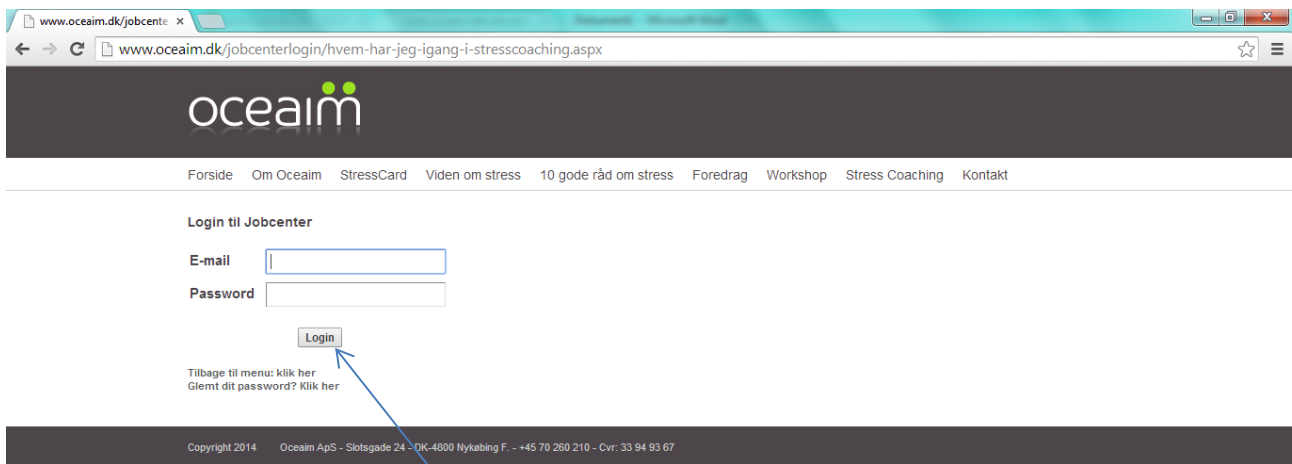 www.oceaim.dk/jobcente
www.oceaim.dk/jobcenterlogin/hvem-har-jeg-igang-i-stresscoaching.aspx
oceaim
Forside Om Oceaim StressCard Viden om stress 10 gode råd om stress Foredrag Workshop Stress Coaching Kontakt
Login til Jobcenter
E-mail
Password
Login
Tilbage til menu: klik her
Glemt dit password? Klik her
Copyright 2014 Oceaim ApS - Slotsgade 24 - DK-4800 Nykøbing F. - +45 70 260 210 - Cvr: 33 94 93 67